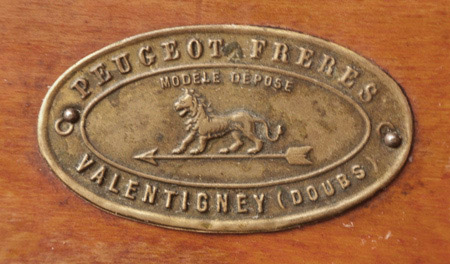 PEUGEOT FRERES
MODELE DEPOSE
VALENTIGNEY (DOUBS)